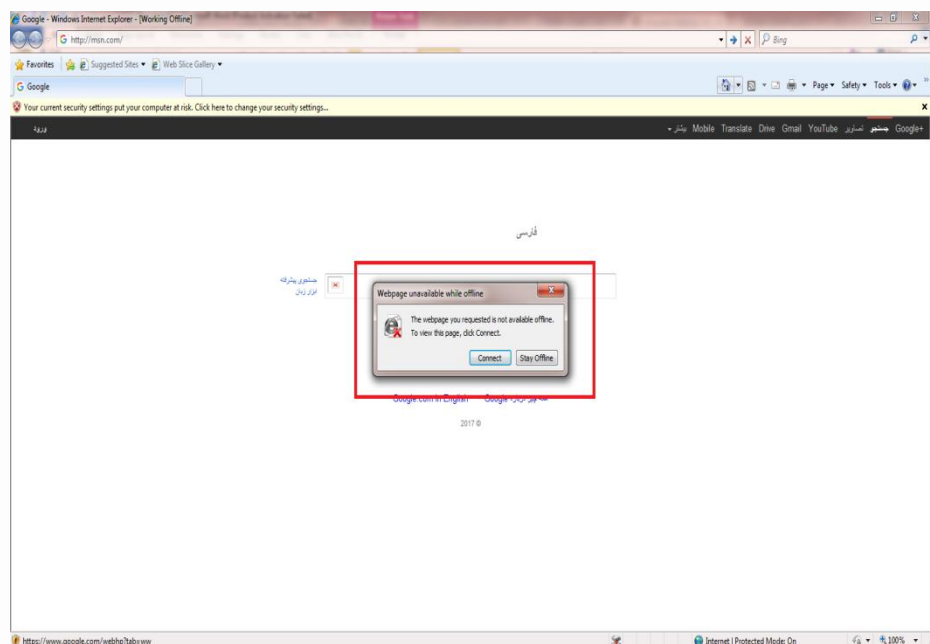 Google - Windows Internet Explorer - [Working Offline]
http://msn.com/
Bing
Favorites Suggested Sites Web Slice Gallery
Google
Page Safety Tools
Your current security settings put your computer at risk. Click here to change your security settings...
ورود
بیشتر Mobile Translate Drive Gmail YouTube تصاویر جستجو Google+
فارسی
جستجوی پیشرفته
ابزار زبان
Webpage unavailable while offline
The webpage you requested is not available offline.
To view this page, click Connect.
Connect Stay Offline
Google.com in English Google
2017 ©
https://www.google.com/webhp?tab=ww
Internet | Protected Mode: On
100%